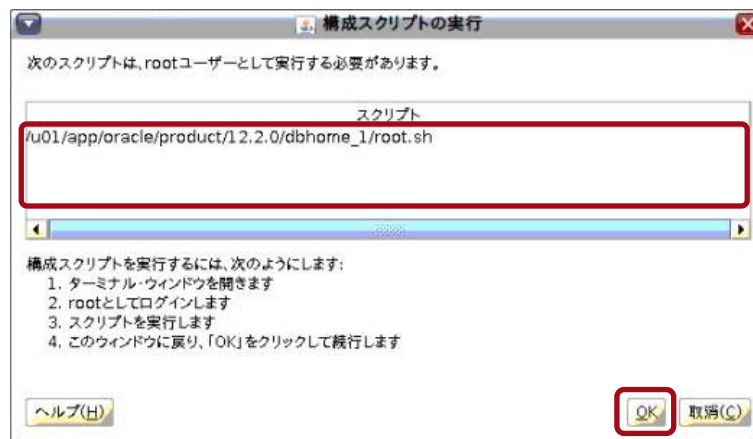 構成スクリプトの実行
次のスクリプトは、rootユーザーとして実行する必要があります。
スクリプト
/u01/app/oracle/product/12.2.0/dbhome_1/root.sh
構成スクリプトを実行するには、次のようにします:
1. ターミナル・ウィンドウを開きます
2. rootとしてログインします
3. スクリプトを実行します
4. このウィンドウに戻り、「OK」をクリックして続行します
ヘルプ(H) OK 取消(C)